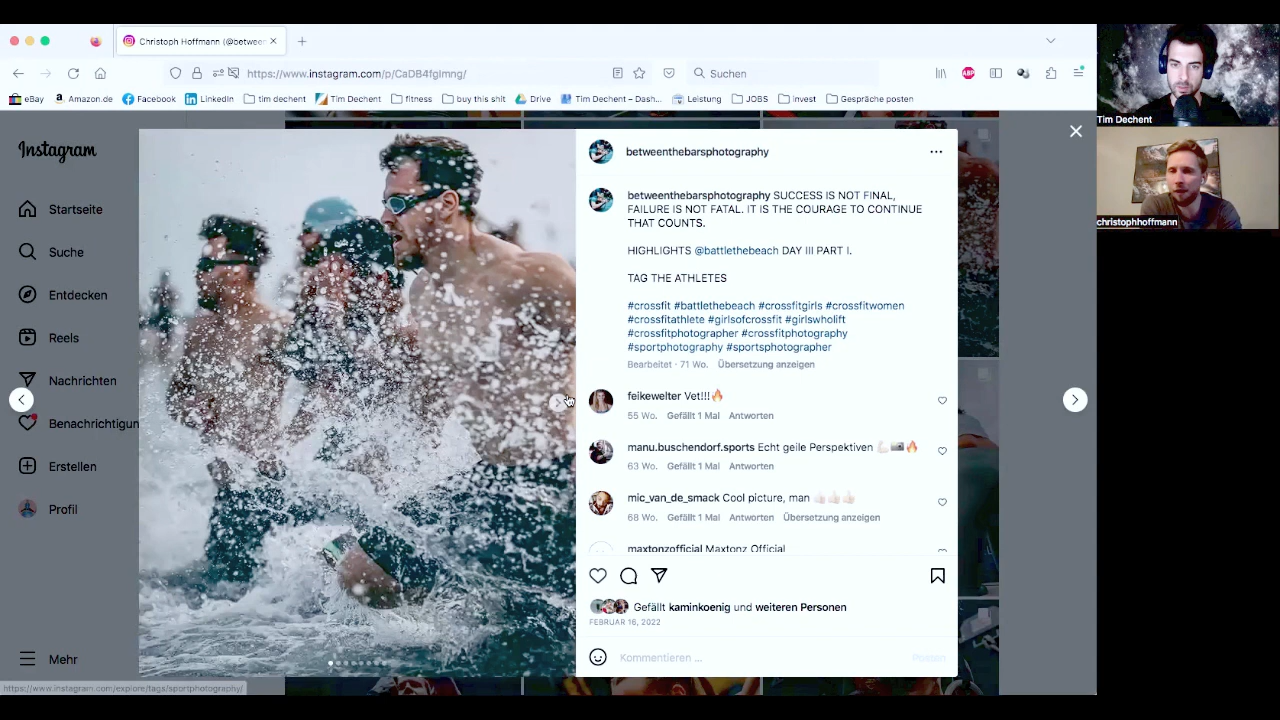 Christoph Hoffmann (@betwee
https://www.instagram.com/p/CaDB4fgImng/
Suchen
ABP
eBay
Amazon.de
Facebook
LinkedIn
tim dechent
Tim Dechent
fitness
buy this shit
Drive
Tim Dechent – Dash...
Leistung
JOBS
Invest
Gespräche posten
Tim Dechent
christophhoffmann
Instagram
Startseite
Suche
Entdecken
Reels
Nachrichten
Benachrichtigun
Erstellen
Profil
Mehr
betweenthebarsphotography
betweenthebarsphotography SUCCESS IS NOT FINAL,
FAILURE IS NOT FATAL. IT IS THE COURAGE TO CONTINUE
THAT COUNTS.
HIGHLIGHTS @battlethebeach DAY III PART I.
TAG THE ATHLETES
#crossfit #battlethebeach #crossfitgirls #crossfitwomen
#crossfitathlete #girlsofcrossfit #girlswholift
#crossfitphotographer #crossfitphotography
#sportphotography #sportsphotographer
Bearbeitet · 71 Wo. Übersetzung anzeigen
feikewelter Vet!!!🔥
55 Wo. Gefällt 1 Mal Antworten
manu.buschendorf.sports Echt geile Perspektiven 💪🏻📸🔥
63 Wo. Gefällt 1 Mal Antworten
mic_van_de_smack Cool picture, man 👍🏻👍🏻👍🏻
68 Wo. Gefällt 1 Mal Antworten Übersetzung anzeigen
maxtonzofficial Maxtonz Official
Gefällt kaminkoenig und weiteren Personen
FEBRUAR 16, 2022
Kommentieren ...
Posten
https://www.instagram.com/explore/tags/sportphotography/